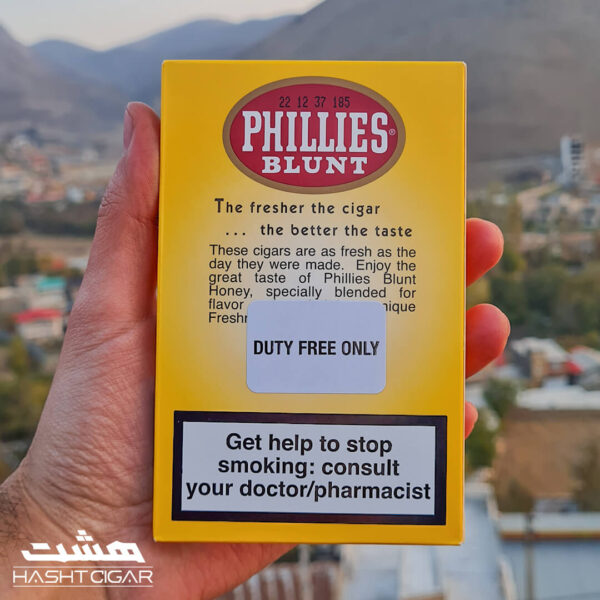 22 12 37 185
PHILLIES®
BLUNT
The fresher the cigar
... the better the taste
These cigars are as fresh as the
day they were made. Enjoy the
great taste of Phillies Blunt
Honey, specially blended for
flavor
DUTY FREE ONLY
Get help to stop
smoking: consult
your doctor/pharmacist
هشت
HASHT CIGAR